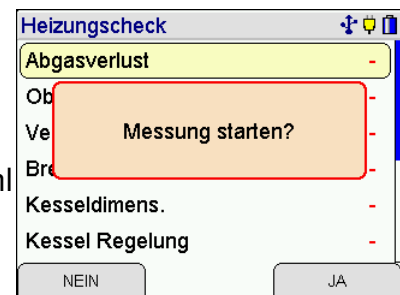 Heizungscheck
Abgasverlust -
Ob -
Ve -
Messung starten?
Bre -
Kesseldimens. -
Kessel Regelung -
NEIN JA